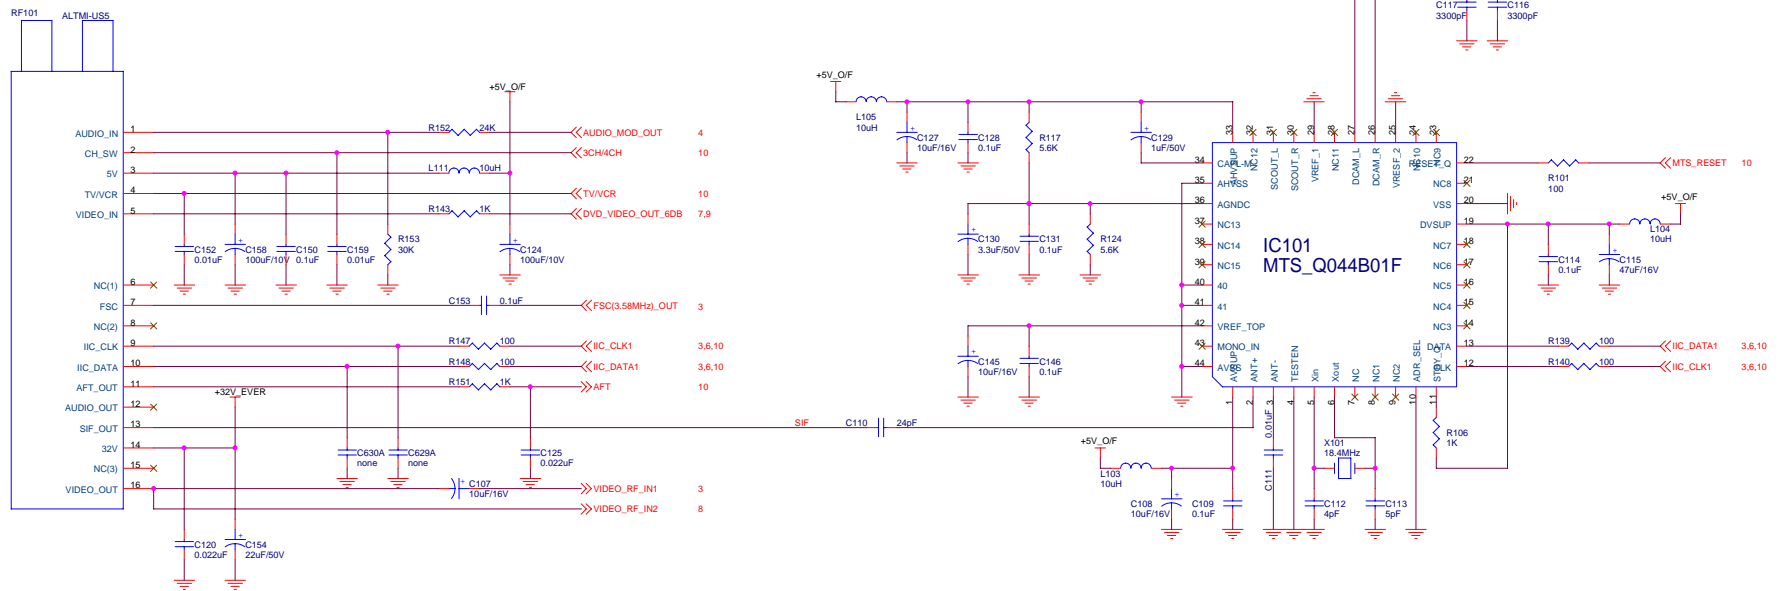 RF101
ALTMI-US5
AUDIO_IN 1
CH_SW 2
5V 3
TV/VCR 4
VIDEO_IN 5
NC(1) 6
FSC 7
NC(2) 8
IIC_CLK 9
IIC_DATA 10
AFT_OUT 11
AUDIO_OUT 12
SIF_OUT 13
32V 14
NC(3) 15
VIDEO_OUT 16
+5V_O/F
R152 24K
AUDIO_MOD_OUT 4
3CH/4CH 10
L111 10uH
TV/VCR 10
R143 1K
DVD_VIDEO_OUT_6DB 7,9
C152
0.01uF
C158
100uF/10V
C150
0.1uF
C159
0.01uF
R153
30K
C124
100uF/10V
C153 0.1uF
FSC(3.58MHz)_OUT 3
R147 100
IIC_CLK1 3,6,10
R148 100
IIC_DATA1 3,6,10
R151 1K
AFT 10
+32V_EVER
SIF
C110 24pF
C630A
none
C629A
none
C125
0.022uF
C107
10uF/16V
VIDEO_RF_IN1 3
VIDEO_RF_IN2 8
C120
0.022uF
C154
22uF/50V
C117
3300pF
C116
3300pF
+5V_O/F
L105
10uH
C127
10uF/16V
C128
0.1uF
R117
5.6K
C129
1uF/50V
C130
3.3uF/50V
C131
0.1uF
R124
5.6K
C145
10uF/16V
C146
0.1uF
IC101
MTS_Q044B01F
33 AHVSUP
32 NC12
31 SCOUT_L
30 SCOUT_R
29 VREF_1
28 NC11
27 DCAM_L
26 DCAM_R
25 VRESF_2
24 NC10
23 NC9
34 CAPL-M
35 AHVSS
36 AGNDC
37 NC13
38 NC14
39 NC15
40 40
41 41
42 VREF_TOP
43 MONO_IN
44 AVSS
RESET_Q 22
NC8 21
VSS 20
DVSUP 19
NC7 18
NC6 17
NC5 16
NC4 15
NC3 14
DATA 13
CLK 12
AVSUP 1
ANT+ 2
ANT- 3
TESTEN 4
Xin 5
Xout 6
NC 7
NC1 8
NC2 9
ADR_SEL 10
11
R101
100
MTS_RESET 10
+5V_O/F
L104
10uH
C114
0.1uF
C115
47uF/16V
R139 100
IIC_DATA1 3,6,10
R140 100
IIC_CLK1 3,6,10
R106
1K
+5V_O/F
L103
10uH
C108
10uF/16V
C109
0.1uF
C111 0.01uF
X101
18.4MHz
C112
4pF
C113
5pF